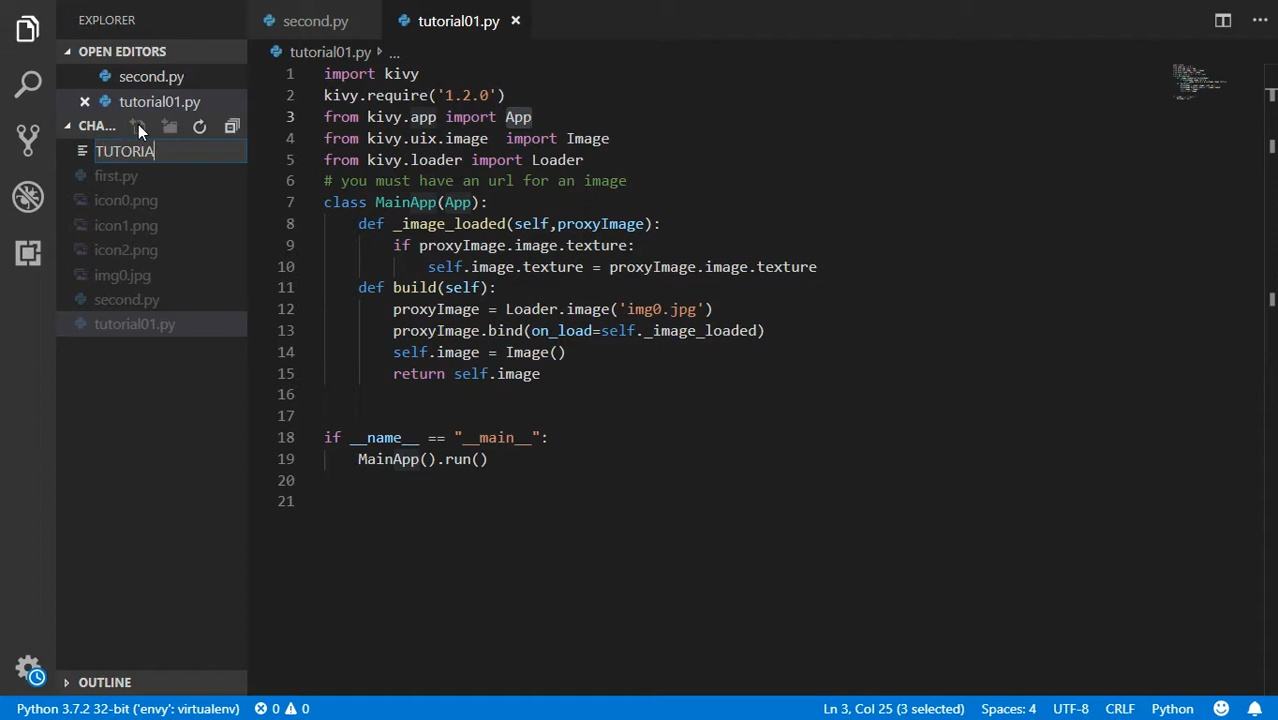 EXPLORER
OPEN EDITORS
second.py
tutorial01.py
CHA...
TUTORIA
first.py
icon0.png
icon1.png
icon2.png
img0.jpg
second.py
tutorial01.py
OUTLINE
second.py
tutorial01.py
tutorial01.py
...
1 import kivy
2 kivy.require('1.2.0')
3 from kivy.app import App
4 from kivy.uix.image  import Image
5 from kivy.loader import Loader
6 # you must have an url for an image
7 class MainApp(App):
8     def _image_loaded(self,proxyImage):
9         if proxyImage.image.texture:
10             self.image.texture = proxyImage.image.texture
11     def build(self):
12         proxyImage = Loader.image('img0.jpg')
13         proxyImage.bind(on_load=self._image_loaded)
14         self.image = Image()
15         return self.image
16
17
18 if __name__ == "__main__":
19     MainApp().run()
20
21
Python 3.7.2 32-bit ('envy': virtualenv) 0 0 Ln 3, Col 25 (3 selected) Spaces: 4 UTF-8 CRLF Python